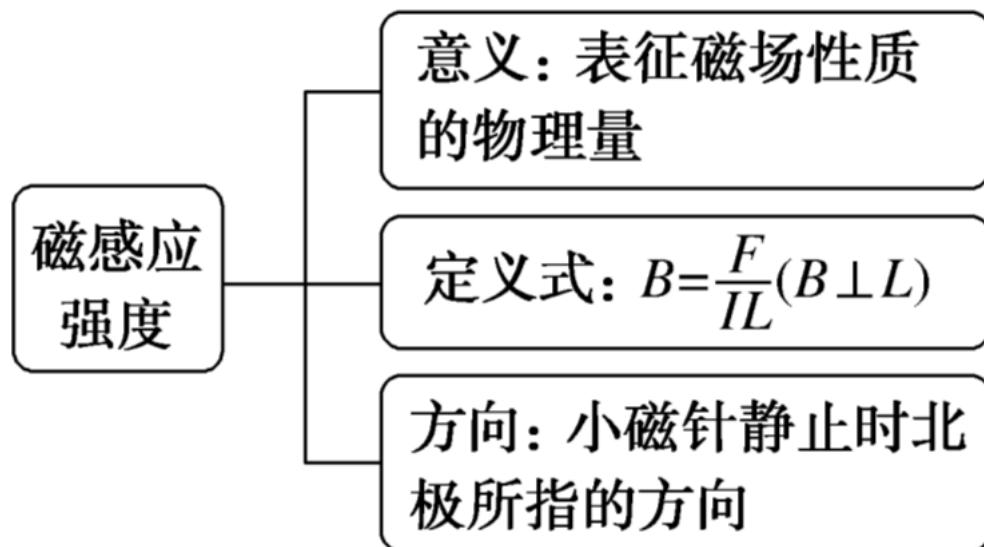 磁感应
强度
意义：表征磁场性质
的物理量
定义式：B=F/IL(B⊥L)
方向：小磁针静止时北
极所指的方向